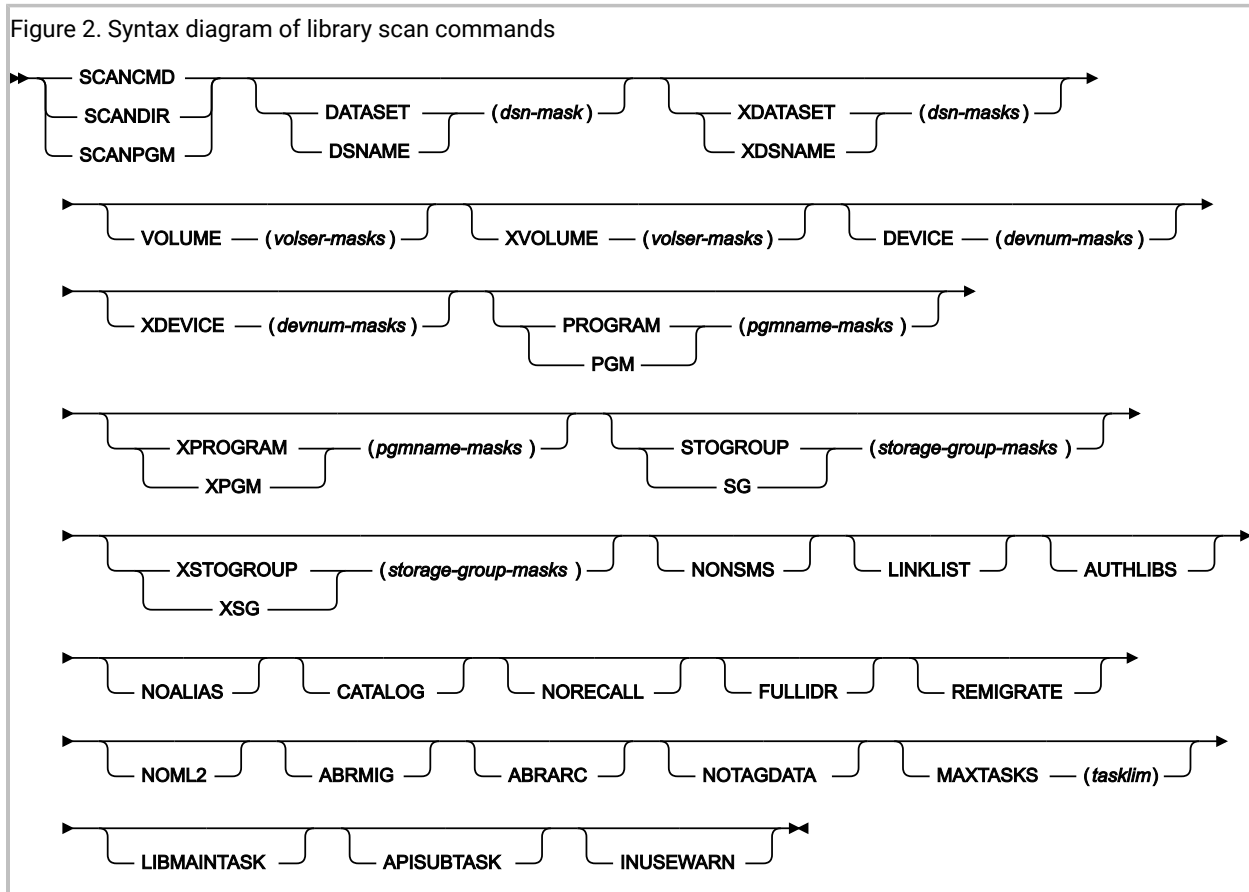 Figure 2. Syntax diagram of library scan commands
SCANCMD
SCANDIR
SCANPGM
DATASET
DSNAME
(dsn-mask)
XDATASET
XDSNAME
(dsn-masks)
VOLUME (volser-masks)
XVOLUME (volser-masks)
DEVICE (devnum-masks)
XDEVICE (devnum-masks)
PROGRAM
PGM
(pgmname-masks)
XPROGRAM
XPGM
(pgmname-masks)
STOGROUP
SG
(storage-group-masks)
XSTOGROUP
XSG
(storage-group-masks)
NONSMS
LINKLIST
AUTHLIBS
NOALIAS
CATALOG
NORECALL
FULLIDR
REMIGRATE
NOML2
ABRMIG
ABRARC
NOTAGDATA
MAXTASKS (tasklim)
LIBMAINTASK
APISUBTASK
INUSEWARN